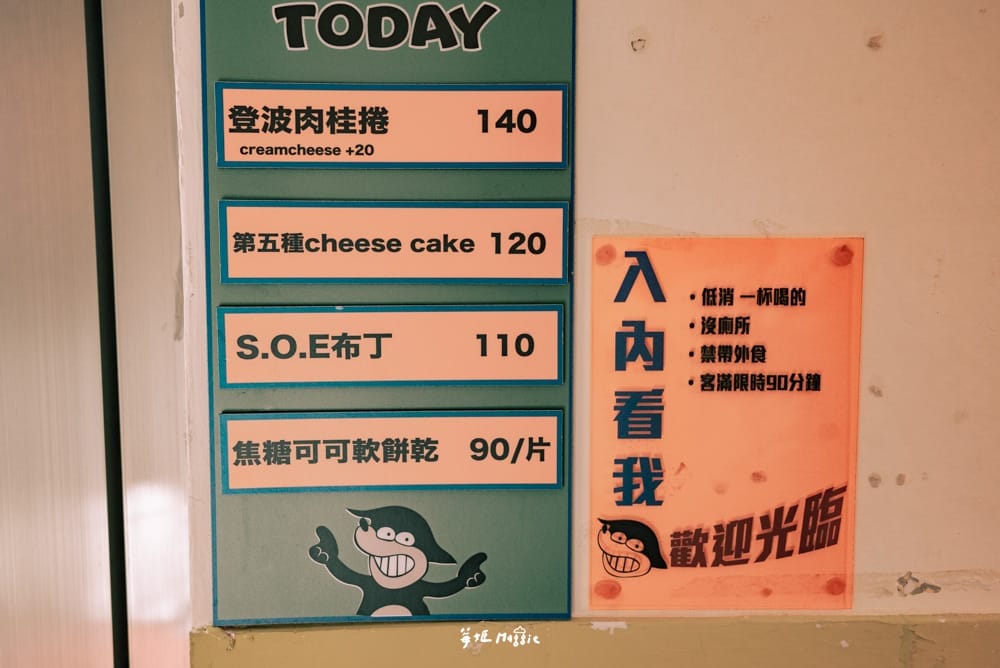 TODAY
登波肉桂捲 140
creamcheese +20
第五種cheese cake 120
S.O.E布丁 110
焦糖可可軟餅乾 90/片
入內看我
・低消 一杯喝的
・沒廁所
・禁帶外食
・客滿限時90分鐘
歡迎光臨
Maggie